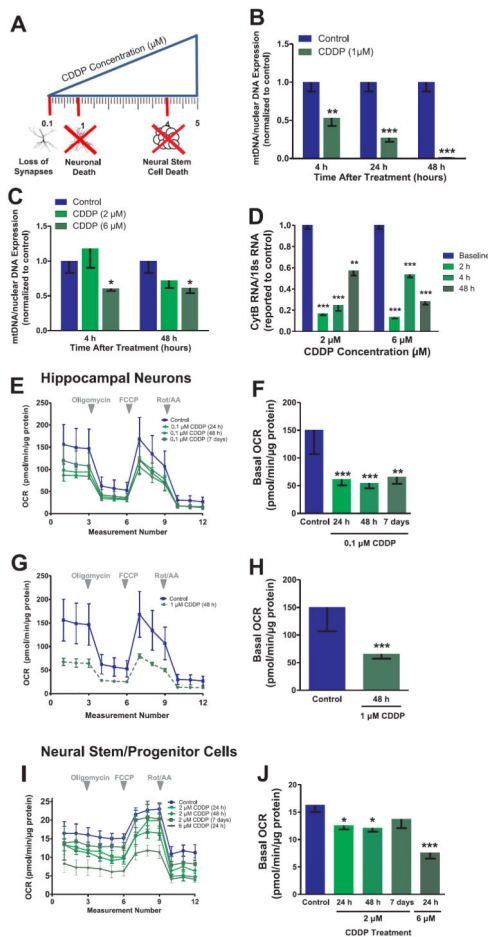 A
CDDP Concentration (µM)
0.1
1
4
5
Loss of
Synapses
Neuronal
Death
Neural Stem
Cell Death
B
Control
CDDP (1µM)
mtDNA/nuclear DNA Expression
(normalized to control)
1.5
1.0
0.5
0.0
**
***
***
4 h
24 h
48 h
Time After Treatment (hours)
C
Control
CDDP (2 µM)
CDDP (6 µM)
mtDNA/nuclear DNA Expression
(normalized to control)
1.5
1.0
0.5
0.0
*
*
4 h
48 h
Time After Treatment (hours)
D
Baseline
2 h
4 h
48 h
CytB RNA/18s RNA
(reported to control)
1.0
0.8
0.6
0.4
0.2
0.0
***
***
**
***
***
***
2 µM
6 µM
CDDP Concentration (µM)
E
Hippocampal Neurons
Oligomycin
FCCP
Rot/AA
Control
0,1 µM CDDP (24 h)
0,1 µM CDDP (48 h)
0,1 µM CDDP (7 days)
OCR (pmol/min/µg protein)
250
200
150
100
50
0
0
3
6
9
12
Measurement Number
F
Basal OCR
(pmol/min/µg protein)
200
150
100
50
0
***
***
**
Control
24 h
48 h
7 days
0.1 µM CDDP
G
Oligomycin
FCCP
Rot/AA
Control
1 µM CDDP (48 h)
OCR (pmol/min/µg protein)
250
200
150
100
50
0
0
3
6
9
12
Measurement Number
H
Basal OCR
(pmol/min/µg protein)
200
150
100
50
0
***
Control
48 h
1 µM CDDP
Neural Stem/Progenitor Cells
I
Oligomycin
FCCP
Rot/AA
Control
2 µM CDDP (24 h)
2 µM CDDP (48 h)
2 µM CDDP (7days)
6 µM CDDP (24 h)
OCR (pmol/min/µg protein)
25
20
15
10
5
0
0
3
6
9
12
Measurement Number
J
Basal OCR
(pmol/min/µg protein)
20
15
10
5
0
*
*
***
Control
24 h
48 h
7 days
24 h
2 µM
6 µM
CDDP Treatment